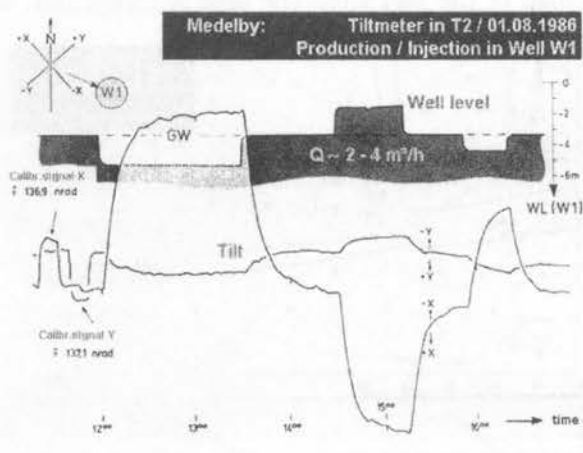 Medelby: Tiltmeter in T2 / 01.08.1986
Production / Injection in Well W1
+X N +Y
-Y -X
W1
Well level
GW
Q ~ 2 - 4 m³/h
0
-2
-4
-6m
WL (W1)
Calibr.signal X
≙ 136,9 nrad
Tilt
-Y
+Y
-X
+X
Calibr.signal Y
≙ 132,1 nrad
12⁰⁰ 13⁰⁰ 14⁰⁰ 15⁰⁰ 16⁰⁰ time